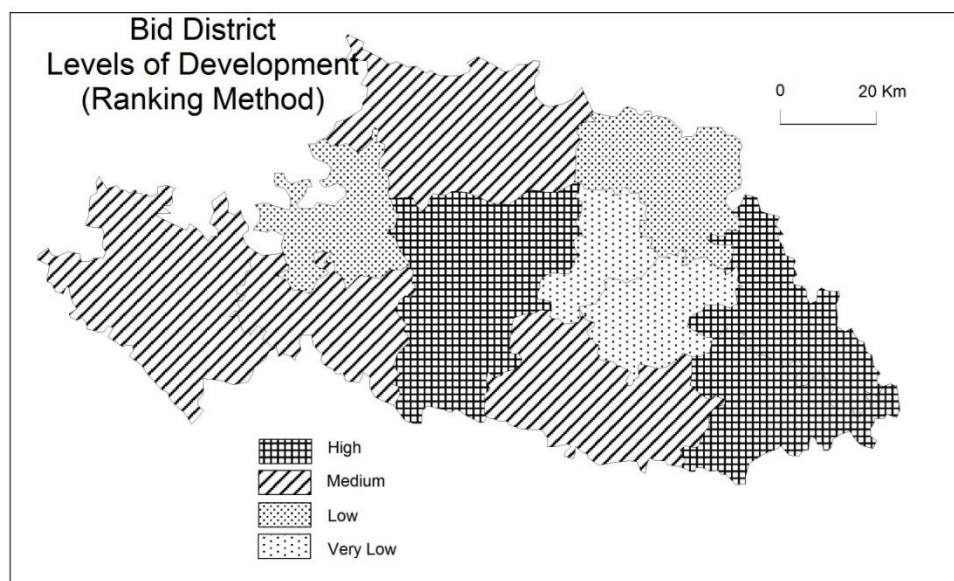 Bid District
Levels of Development
(Ranking Method)
0 20 Km
High
Medium
Low
Very Low